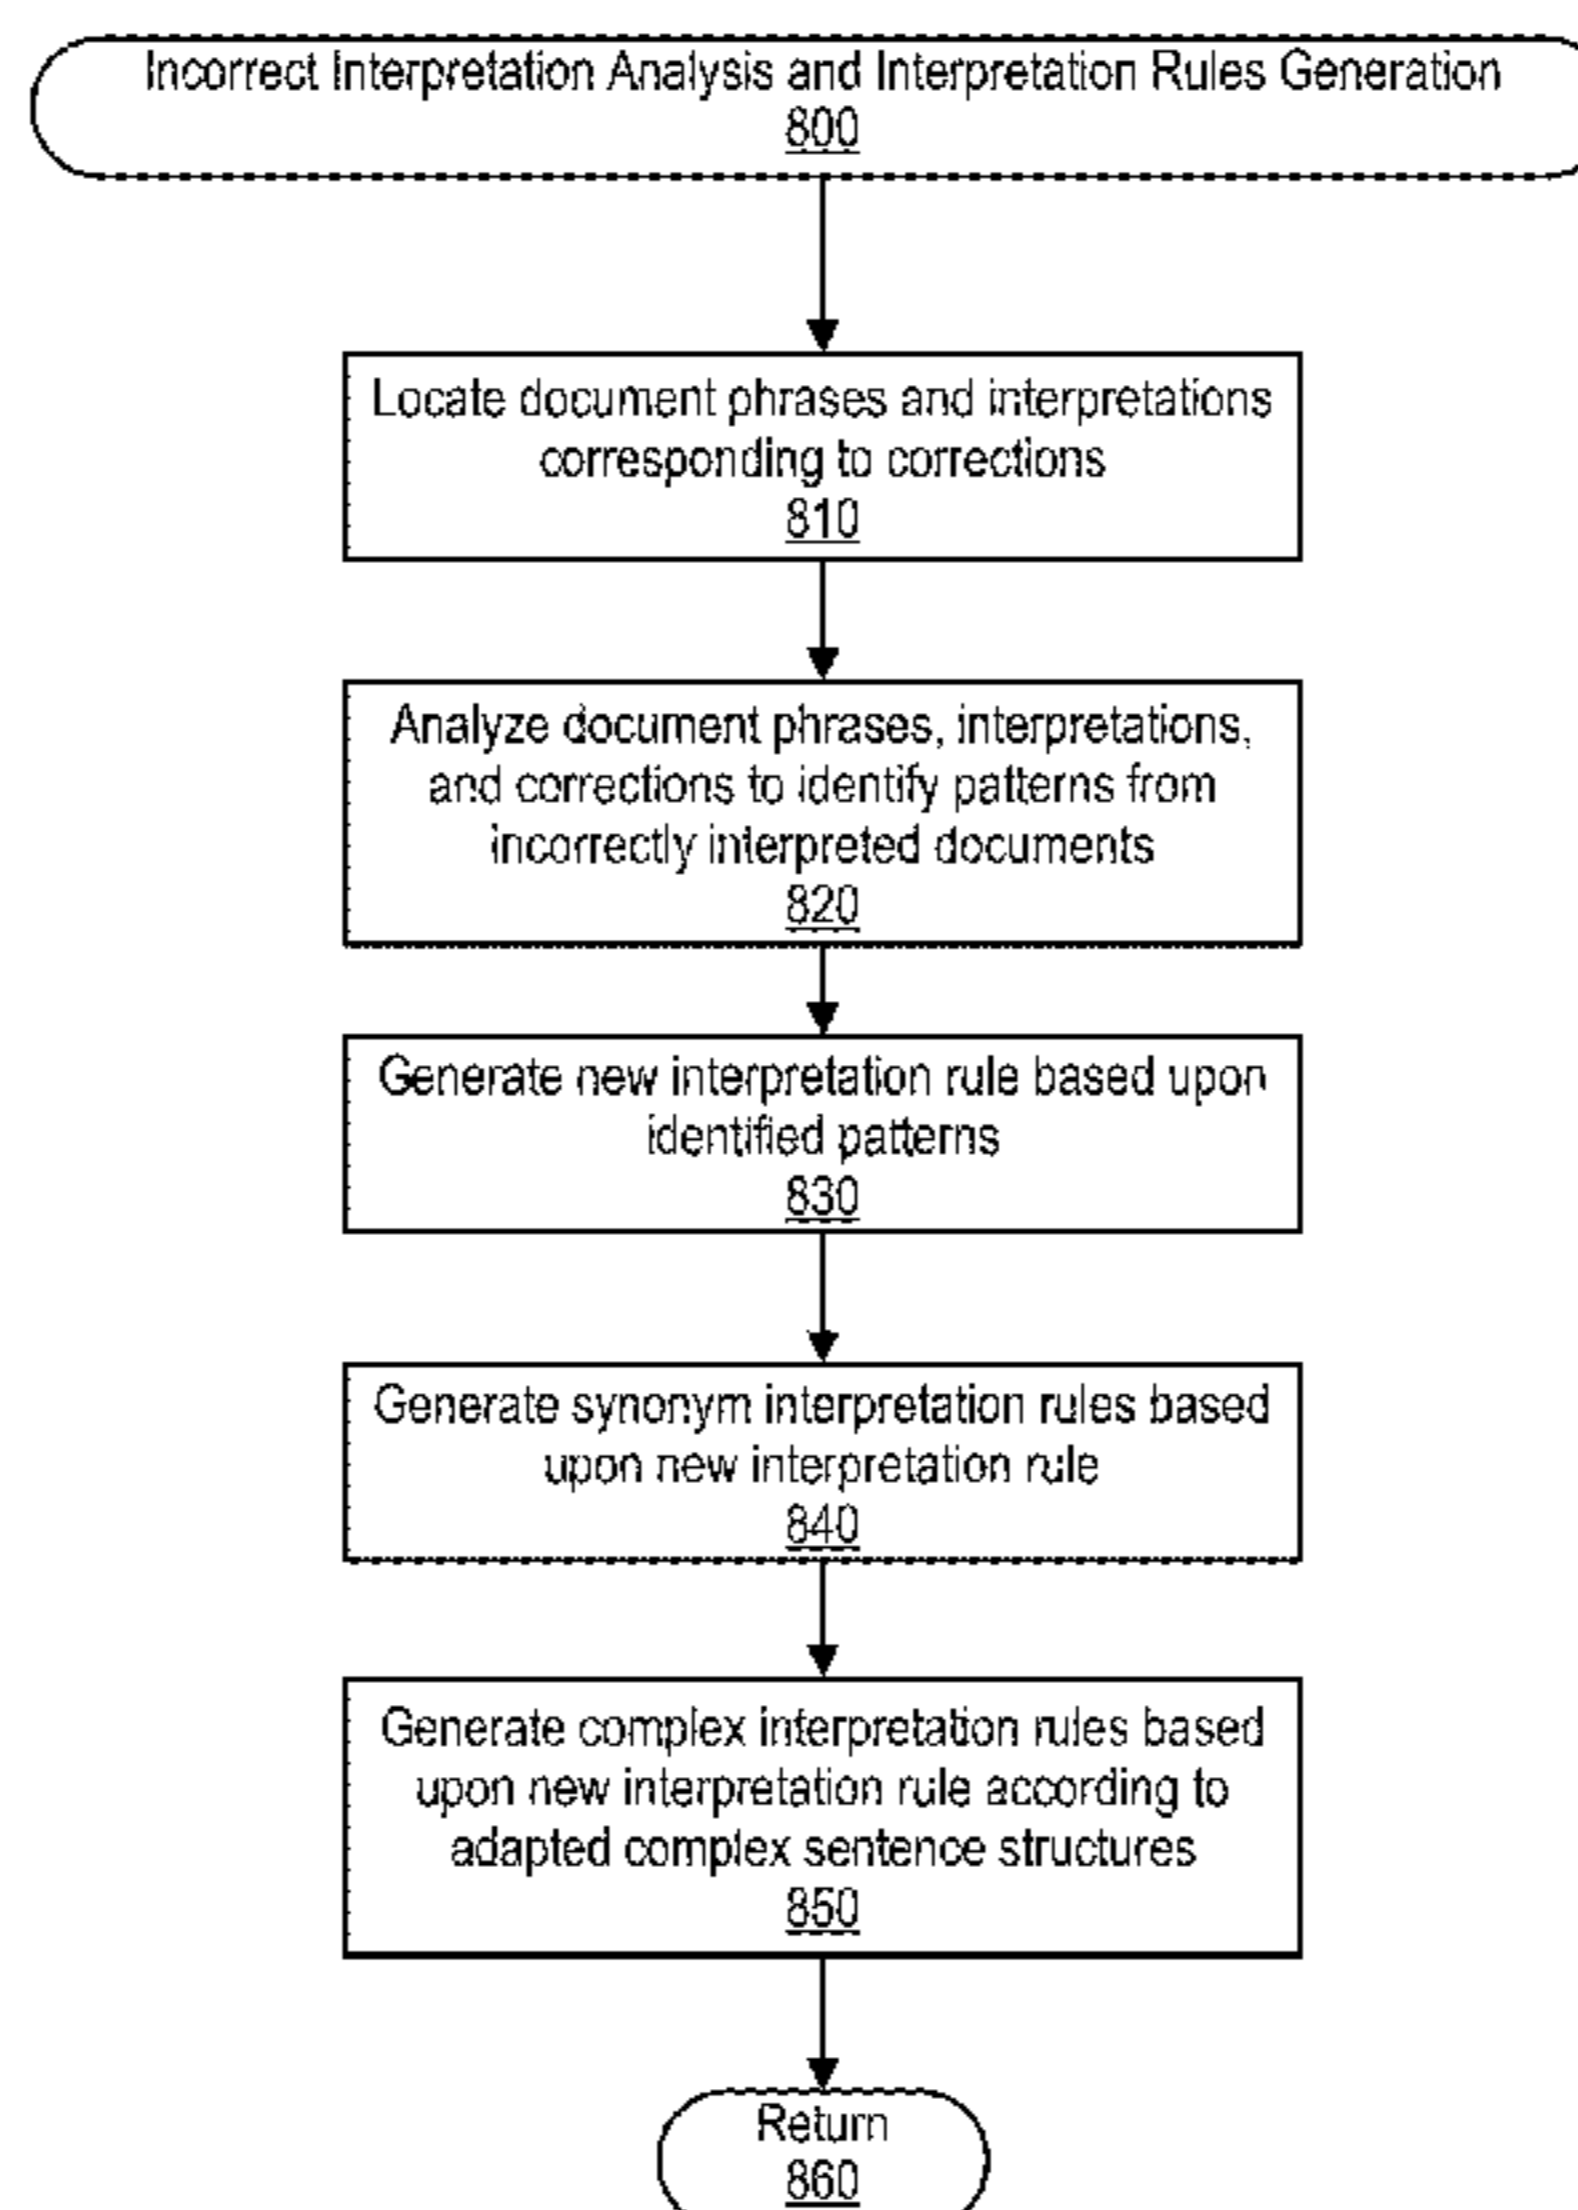 Incorrect Interpretation Analysis and Interpretation Rules Generation
800
Locate document phrases and interpretations
corresponding to corrections
810
Analyze document phrases, interpretations,
and corrections to identify patterns from
incorrectly interpreted documents
820
Generate new interpretation rule based upon
identified patterns
830
Generate synonym interpretation rules based
upon new interpretation rule
840
Generate complex interpretation rules based
upon new interpretation rule according to
adapted complex sentence structures
850
Return
860